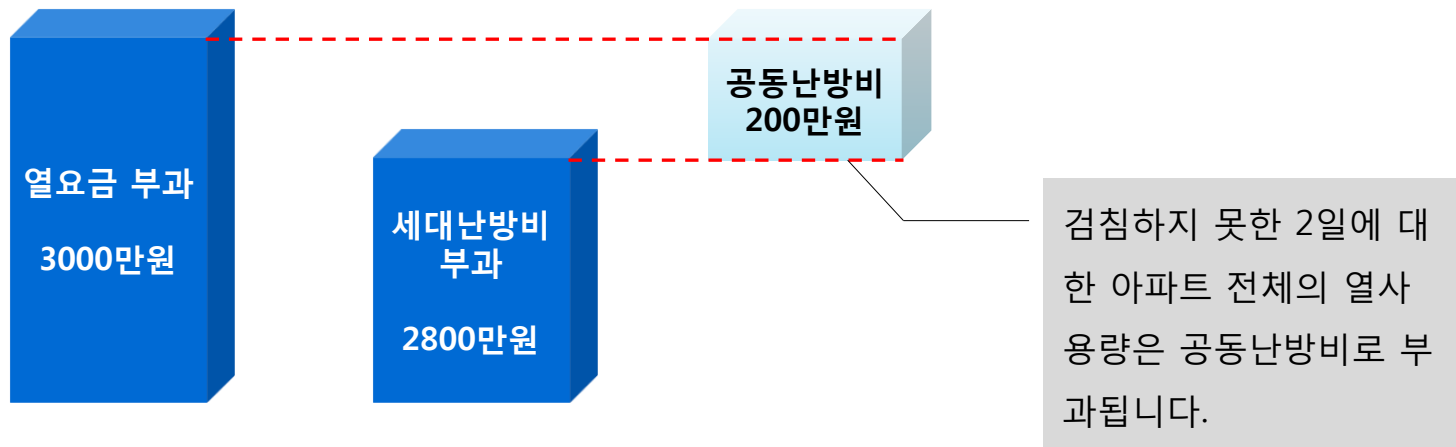 열요금 부과
3000만원
세대난방비
부과
2800만원
공동난방비
200만원
검침하지 못한 2일에 대
한 아파트 전체의 열사
용량은 공동난방비로 부
과됩니다.